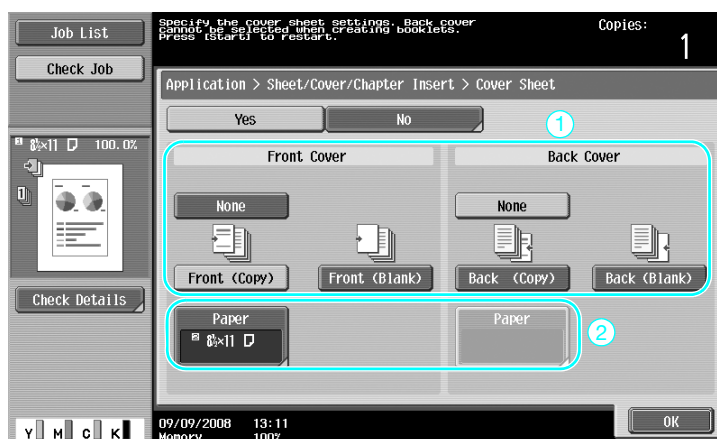 Job List
Specify the cover sheet settings. Back cover
cannot be selected when creating booklets.
Press [Start] to restart.
Copies:
1
Check Job
Application > Sheet/Cover/Chapter Insert > Cover Sheet
Yes
No
1
2 8½×11 100.0%
Front Cover
Back Cover
1
None
None
Front (Copy)
Front (Blank)
Back (Copy)
Back (Blank)
Check Details
Paper
2 8½×11
Paper
2
Y M C K
09/09/2008 13:11
Memory 100%
OK